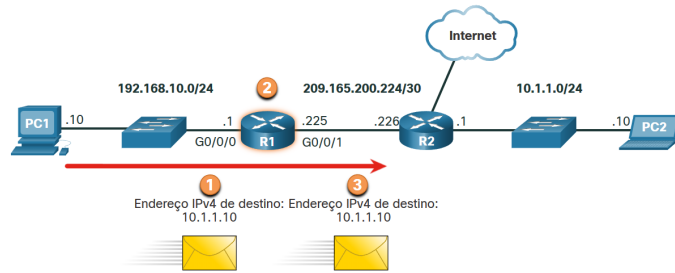 Internet
192.168.10.0/24
2
209.165.200.224/30
10.1.1.0/24
PC1
.10
.1
.225
.226
.1
.10
PC2
G0/0/0
R1
G0/0/1
R2
1
3
Endereço IPv4 de destino:
10.1.1.10
Endereço IPv4 de destino:
10.1.1.10